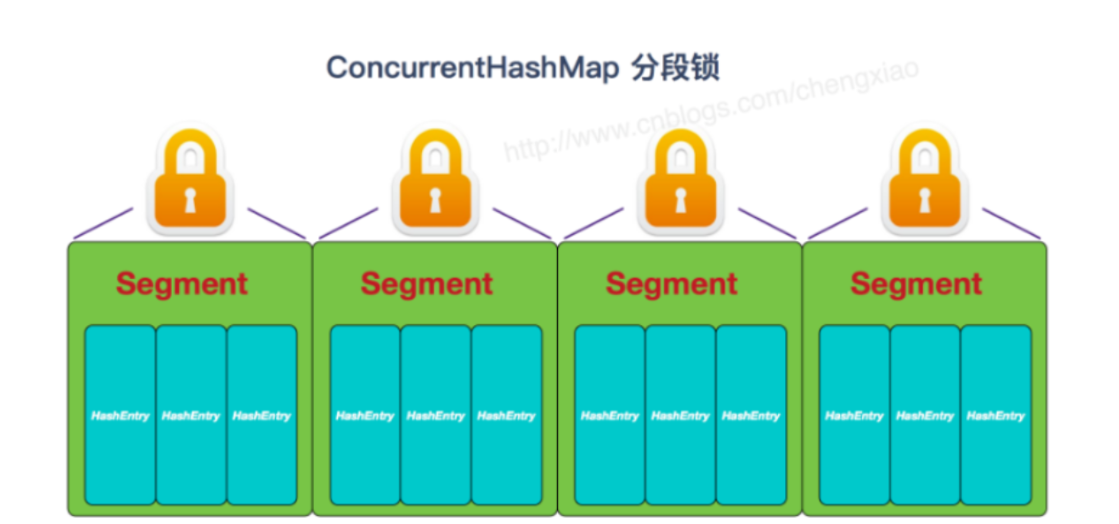 ConcurrentHashMap 分段锁
http://www.cnblogs.com/chengxiao
Segment Segment Segment Segment
HashEntry HashEntry HashEntry HashEntry HashEntry HashEntry HashEntry HashEntry HashEntry HashEntry HashEntry HashEntry